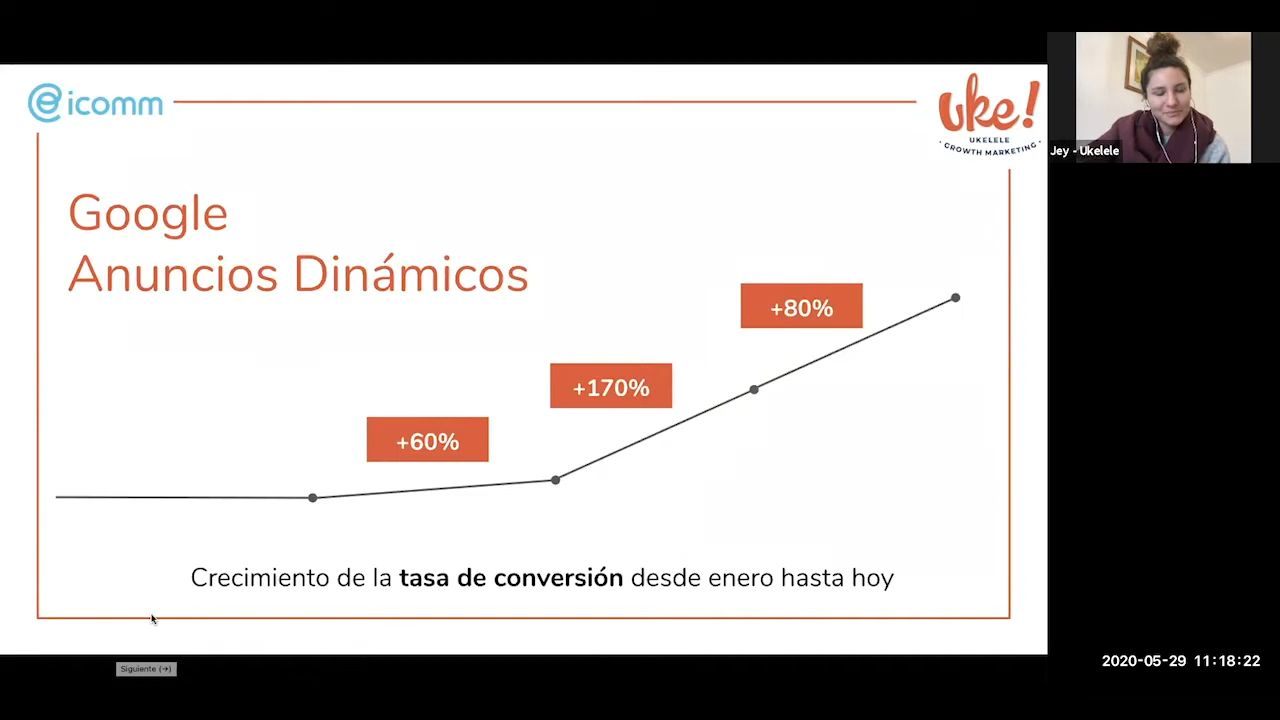 icomm
uke!
UKELELE
· GROWTH MARKETING ·
Jey - Ukelele
Google
Anuncios Dinámicos
+80%
+170%
+60%
Crecimiento de la tasa de conversión desde enero hasta hoy
Siguiente (→)
2020-05-29 11:18:22